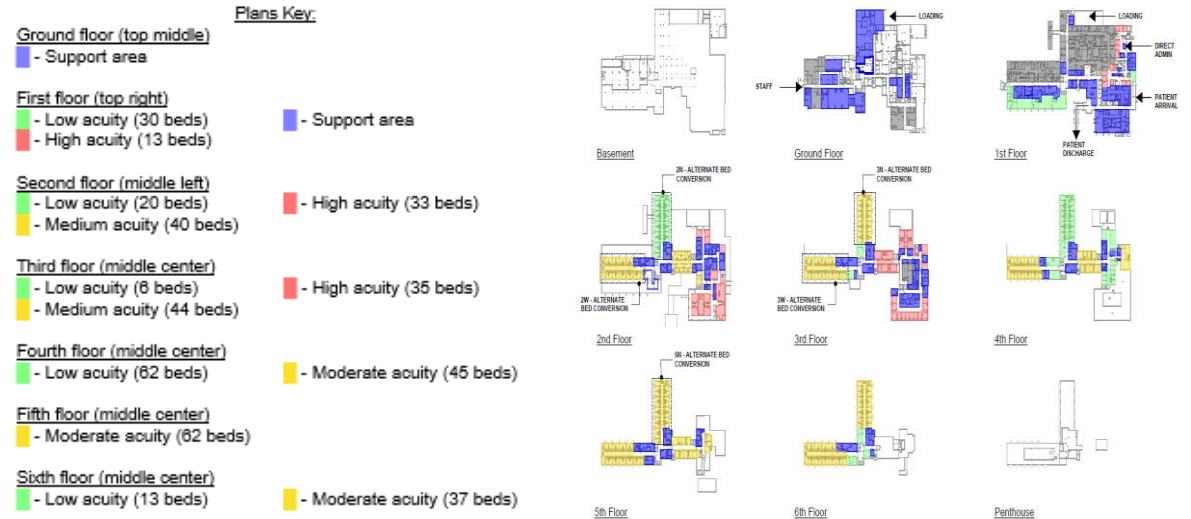 Plans Key:
Ground floor (top middle)
- Support area
First floor (top right)
- Low acuity (30 beds)
- High acuity (13 beds)
- Support area
Second floor (middle left)
- Low acuity (20 beds)
- Medium acuity (40 beds)
- High acuity (33 beds)
Third floor (middle center)
- Low acuity (6 beds)
- Medium acuity (44 beds)
- High acuity (35 beds)
Fourth floor (middle center)
- Low acuity (62 beds)
- Moderate acuity (45 beds)
Fifth floor (middle center)
- Moderate acuity (62 beds)
Sixth floor (middle center)
- Low acuity (13 beds)
- Moderate acuity (37 beds)
Basement
LOADING
STAFF
Ground Floor
LOADING
DIRECT
ADMIN
PATIENT
ARRIVAL
PATIENT
DISCHARGE
1st Floor
2N - ALTERNATE BED
CONVERSION
2W - ALTERNATE
BED CONVERSION
2nd Floor
3N - ALTERNATE BED
CONVERSION
3W - ALTERNATE
BED CONVERSION
3rd Floor
4th Floor
5N - ALTERNATE BED
CONVERSION
5th Floor
6th Floor
Penthouse